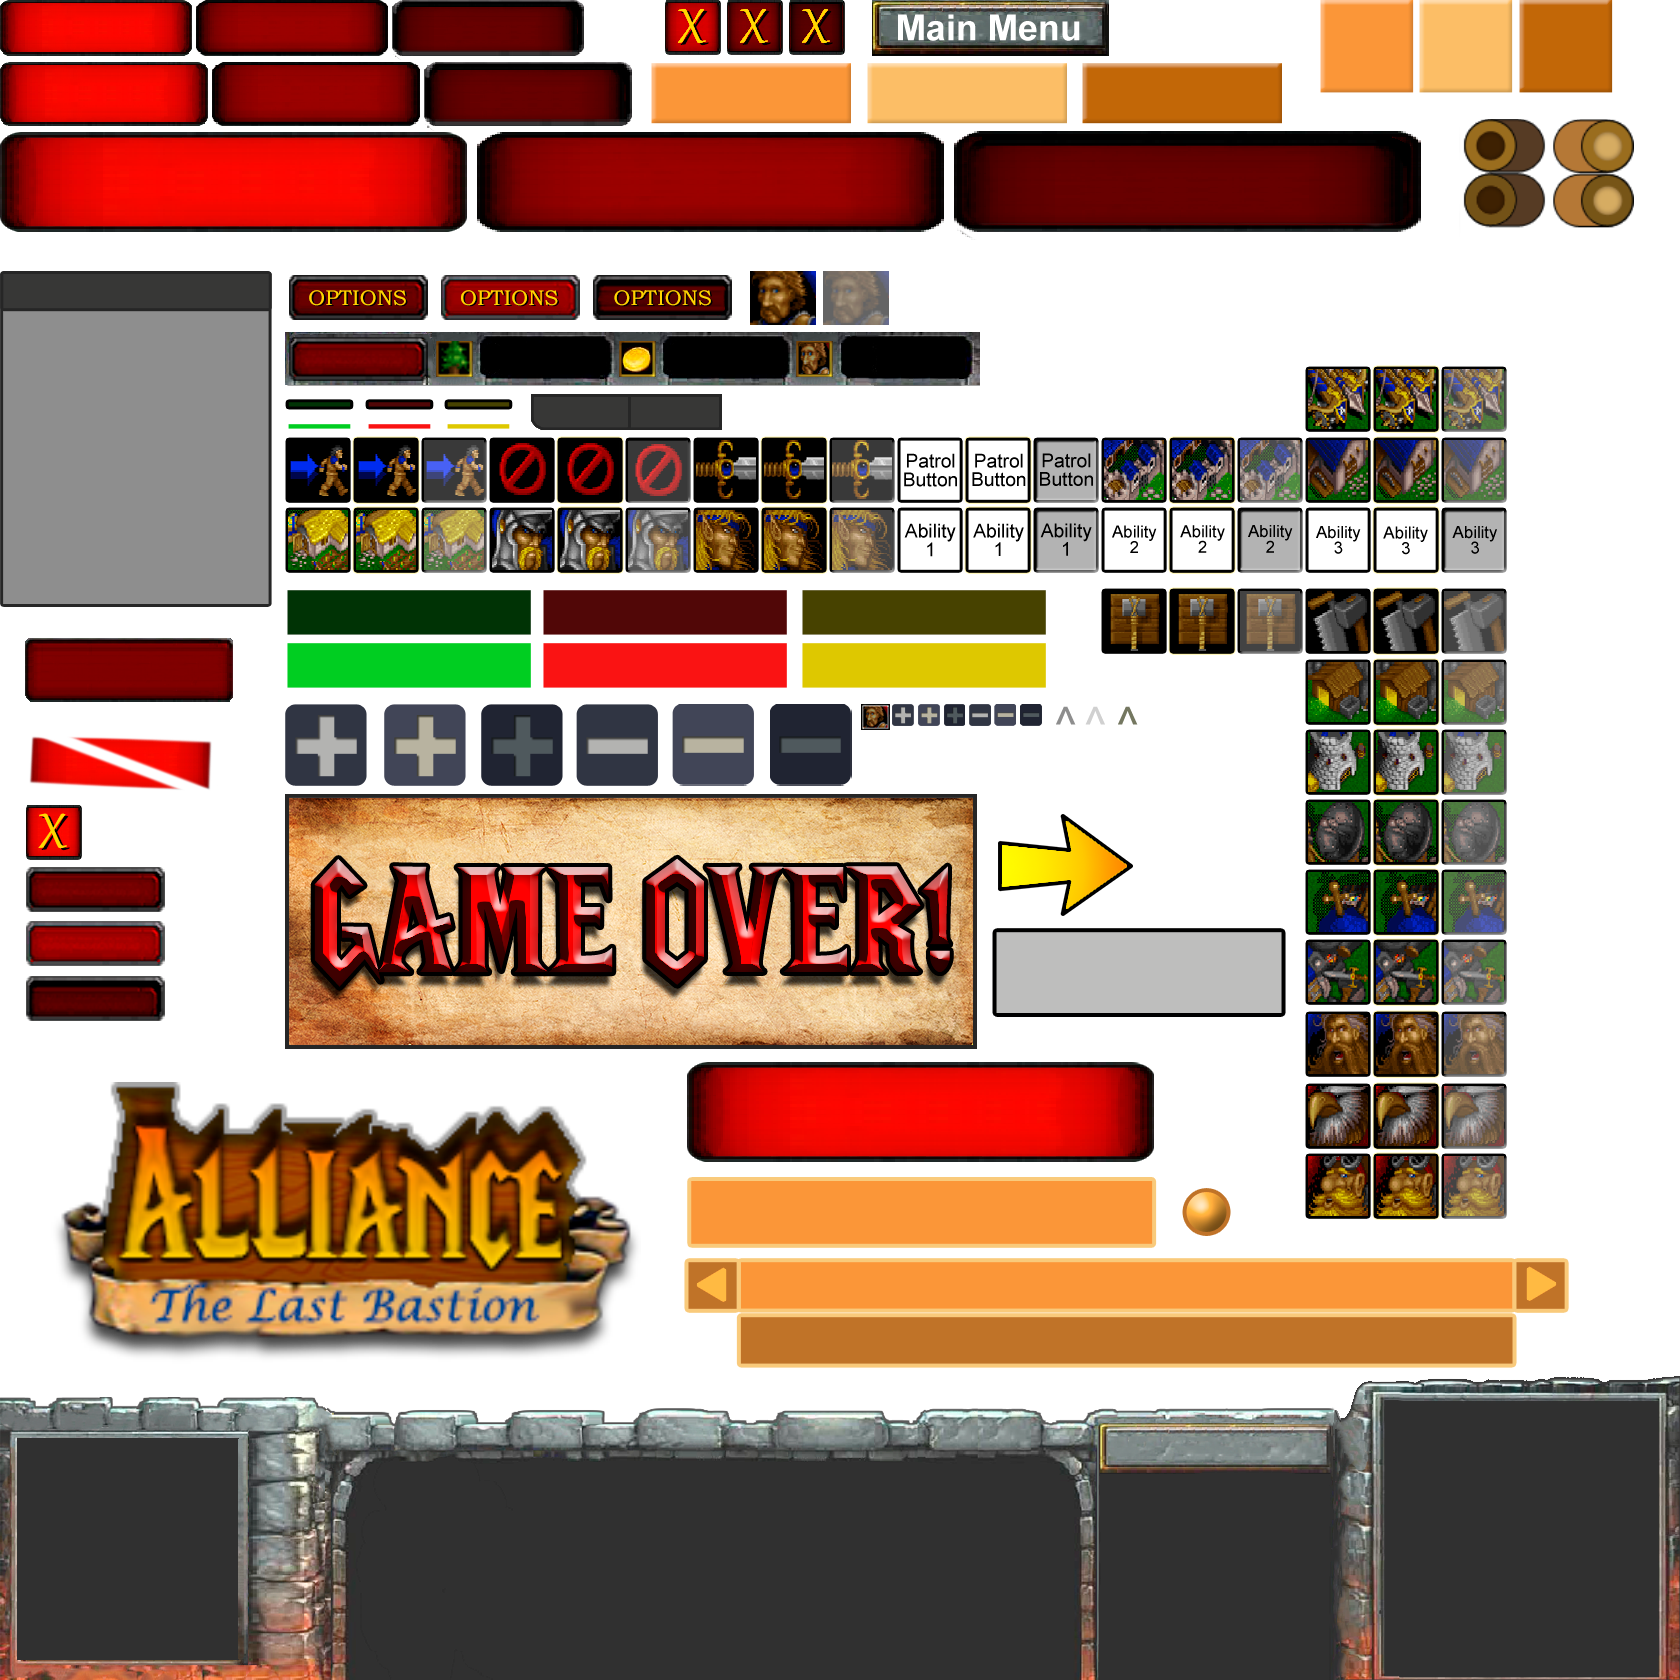 X X X Main Menu
OPTIONS OPTIONS OPTIONS
Patrol
Button
Patrol
Button
Patrol
Button
Ability
1
Ability
1
Ability
1
Ability
2
Ability
2
Ability
2
Ability
3
Ability
3
Ability
3
X
GAME OVER!
ALLIANCE
The Last Bastion